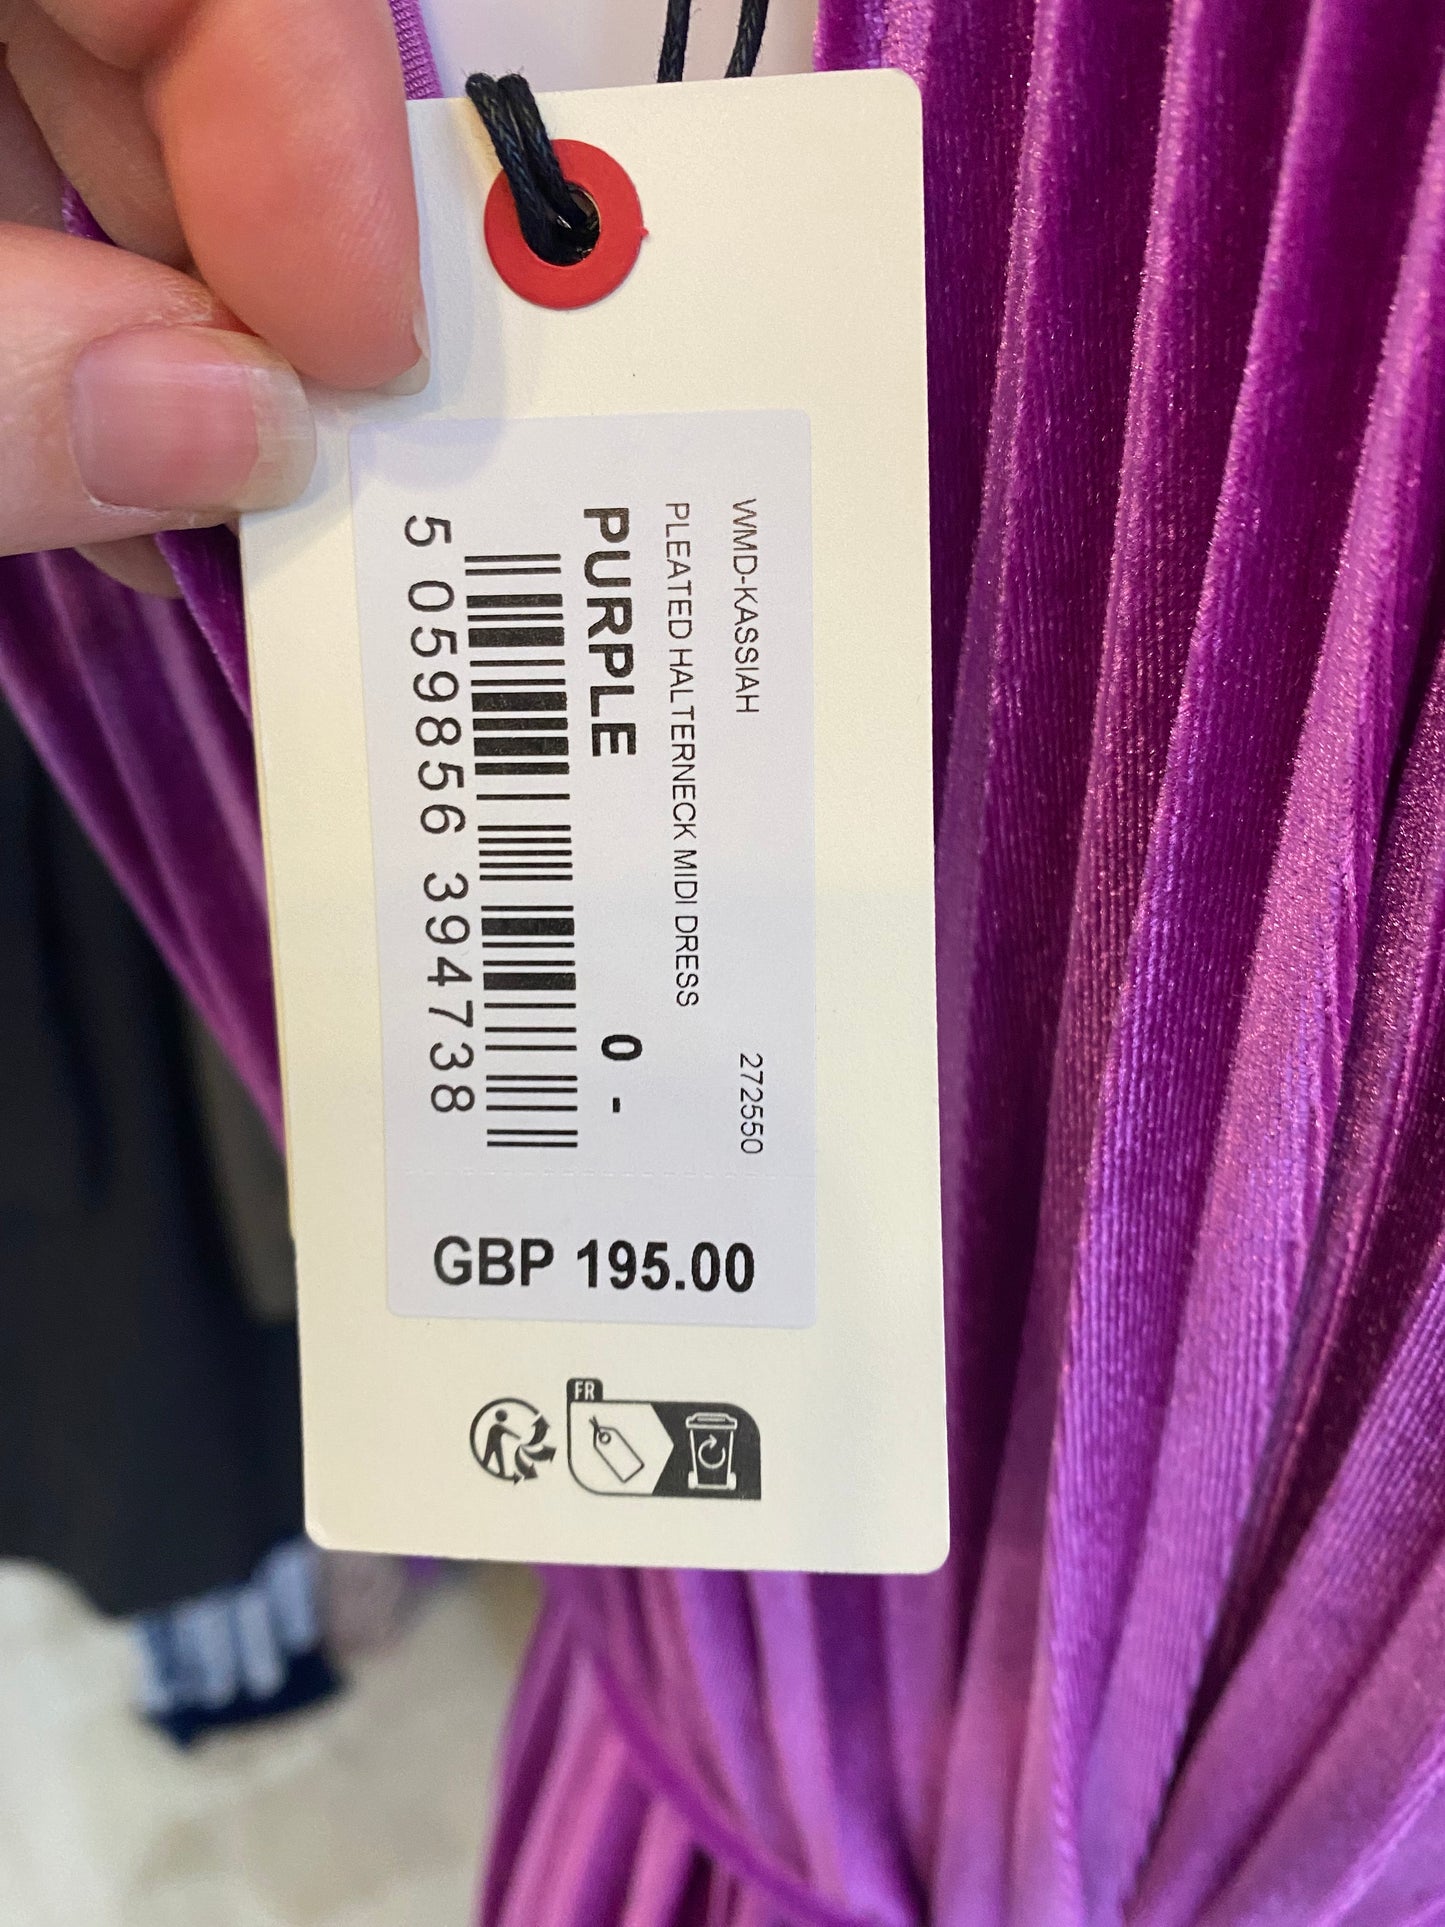 WMD-KASSIAH 272550
PLEATED HALTERNECK MIDI DRESS
PURPLE 0 -
5 059856 394738
GBP 195.00
FR